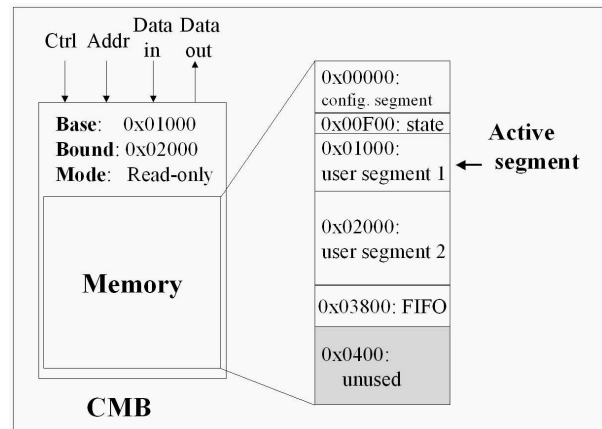 Ctrl Addr Data in Data out
Base: 0x01000
Bound: 0x02000
Mode: Read-only
Memory
CMB
0x00000:
config. segment
0x00F00: state
0x01000:
user segment 1
0x02000:
user segment 2
0x03800: FIFO
0x0400:
unused
Active
segment